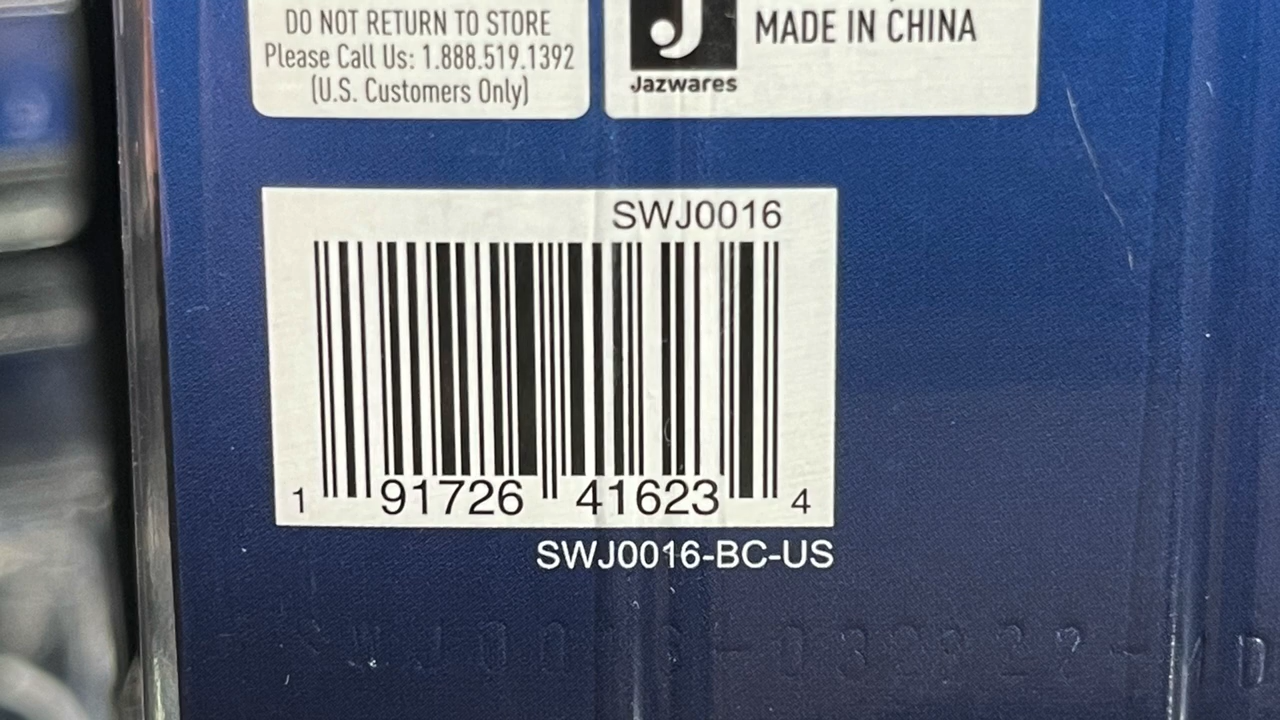 DO NOT RETURN TO STORE
Please Call Us: 1.888.519.1392
(U.S. Customers Only)
J
Jazwares
MADE IN CHINA
SWJ0016
1 91726 41623 4
SWJ0016-BC-US